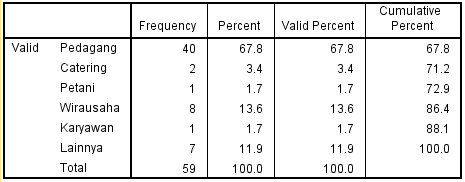 Frequency Percent Valid Percent Cumulative Percent
Valid Pedagang 40 67.8 67.8 67.8
Catering 2 3.4 3.4 71.2
Petani 1 1.7 1.7 72.9
Wirausaha 8 13.6 13.6 86.4
Karyawan 1 1.7 1.7 88.1
Lainnya 7 11.9 11.9 100.0
Total 59 100.0 100.0